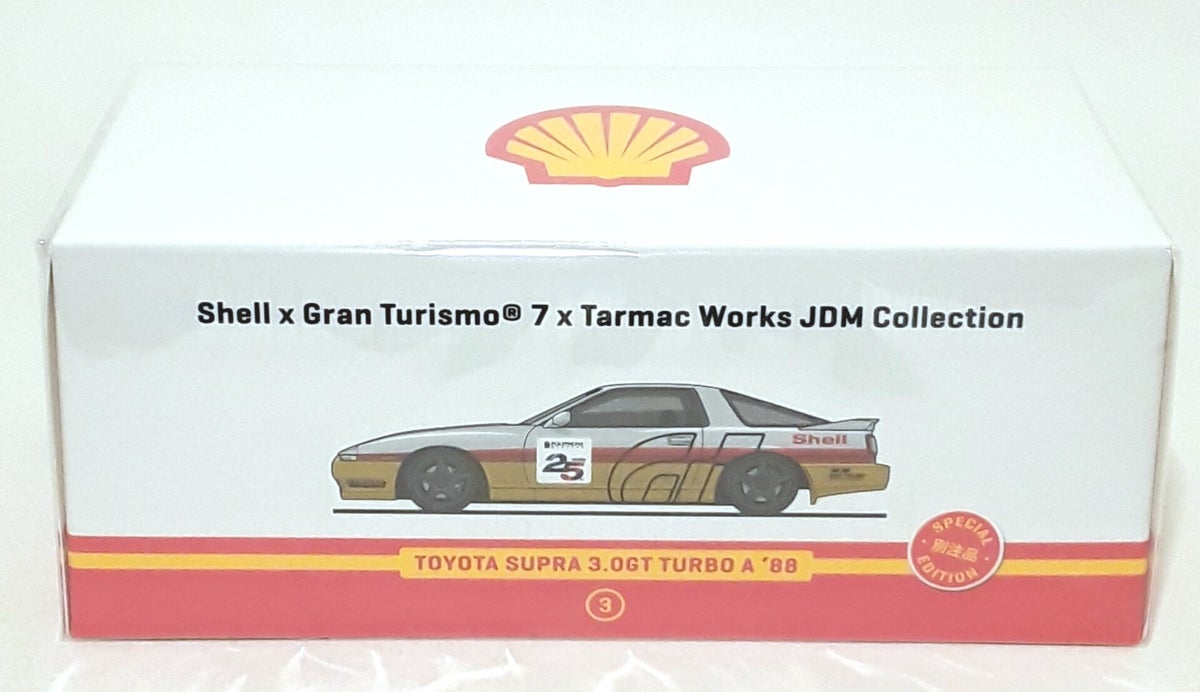 Shell x Gran Turismo® 7 x Tarmac Works JDM Collection
POLYPHONY
25
Shell
TOYOTA SUPRA 3.0GT TURBO A '88
SPECIAL
別注品
EDITION
3